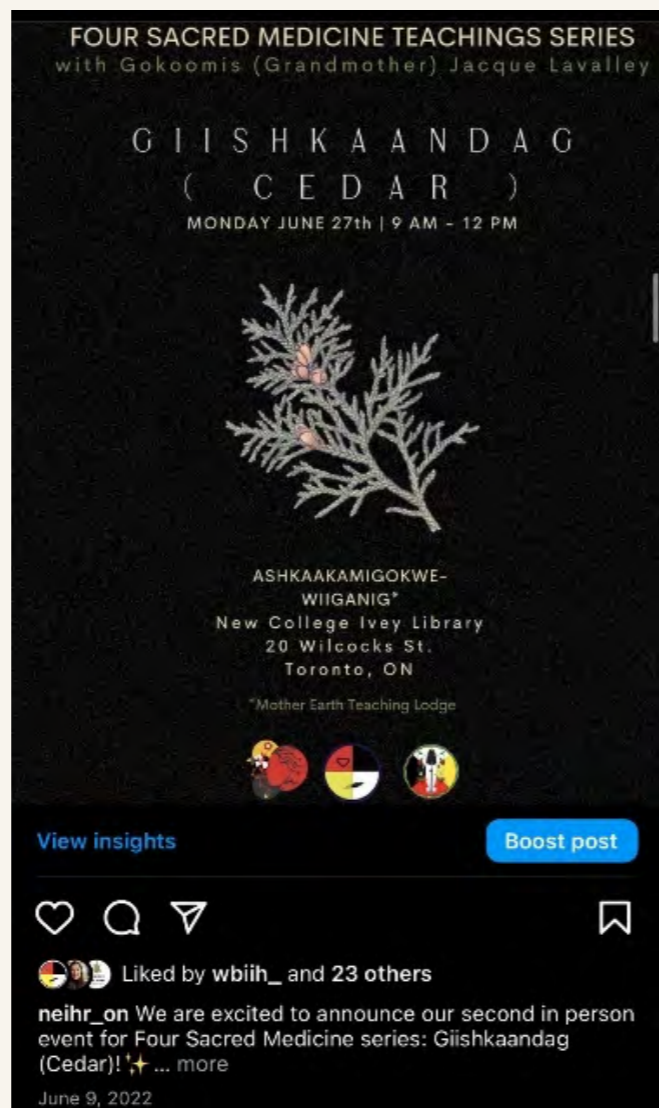 FOUR SACRED MEDICINE TEACHINGS SERIES
with Gokoomis (Grandmother) Jacque Lavalley
GIISHKAANDAG
( CEDAR )
MONDAY JUNE 27th | 9 AM - 12 PM
ASHKAAKAMIGOKWE-
WIIGANIG*
New College Ivey Library
20 Wilcocks St.
Toronto, ON
*Mother Earth Teaching Lodge
View insights
Boost post
Liked by wbiih_ and 23 others
neihr_on We are excited to announce our second in person
event for Four Sacred Medicine series: Giishkaandag
(Cedar)!✨... more
June 9, 2022